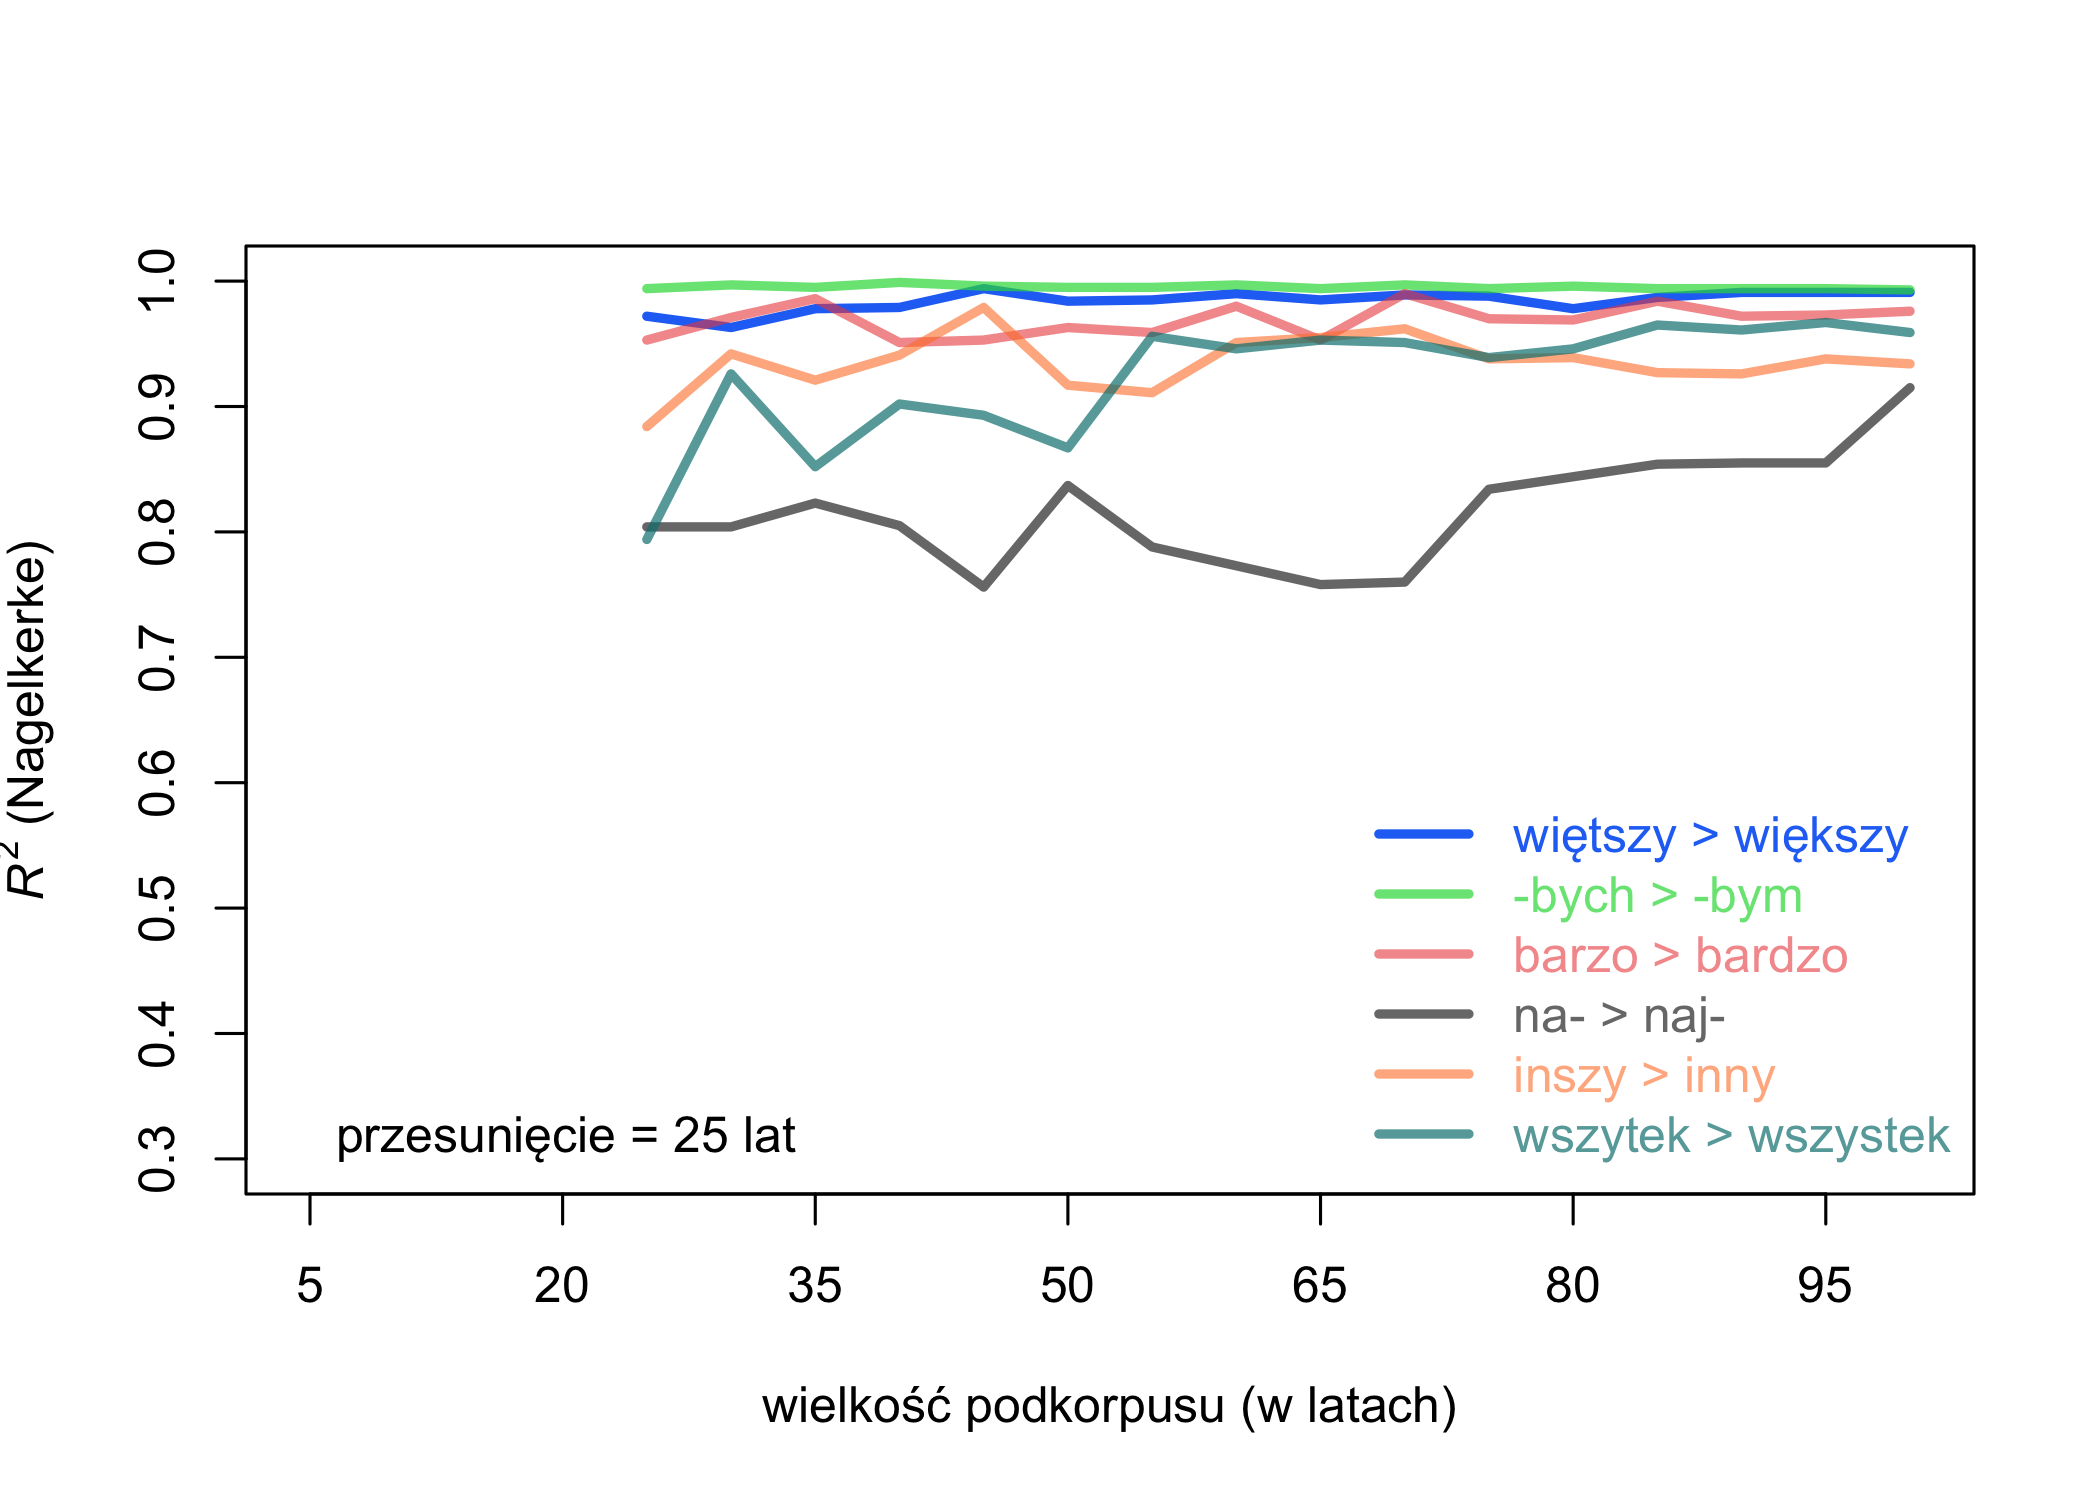 R2 (Nagelkerke)
1.0
0.9
0.8
0.7
0.6
0.5
0.4
0.3
więtszy > większy
-bych > -bym
barzo > bardzo
na- > naj-
inszy > inny
wszytek > wszystek
przesunięcie = 25 lat
5 20 35 50 65 80 95
wielkość podkorpusu (w latach)